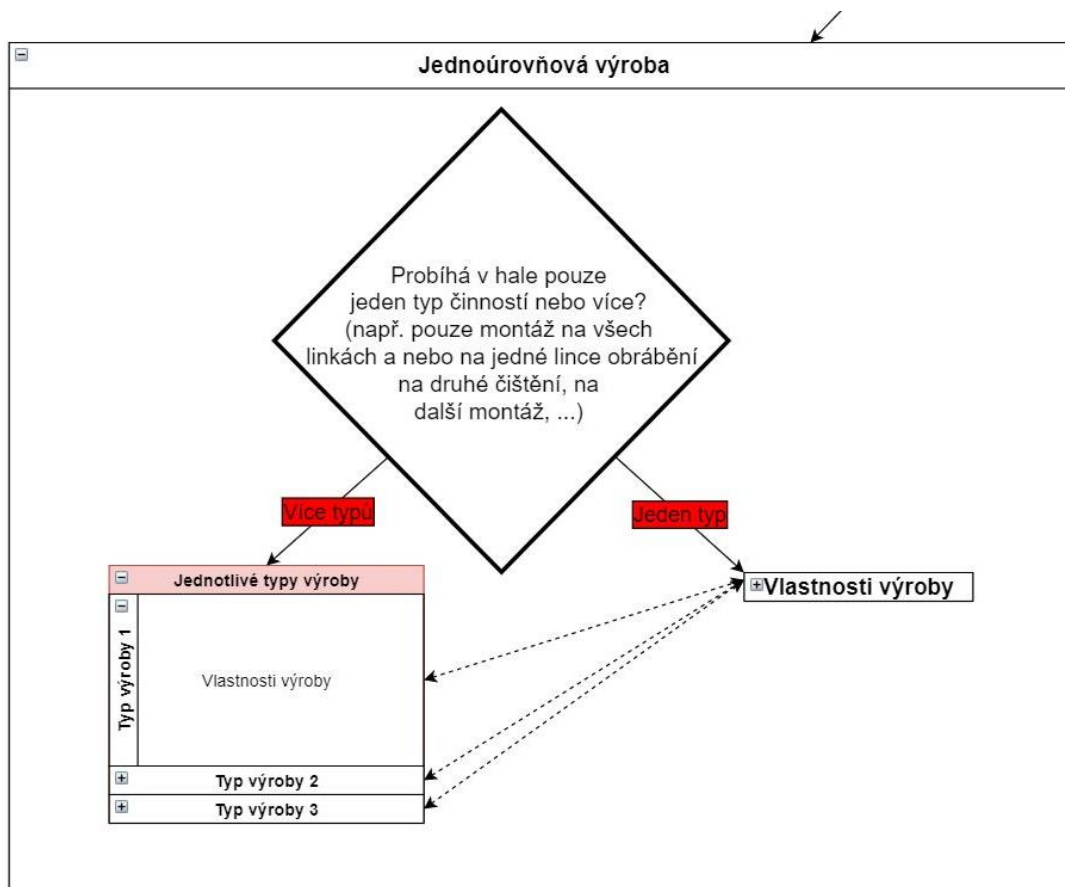 Jednoúrovňová výroba
Probíhá v hale pouze
jeden typ činností nebo více?
(např. pouze montáž na všech
linkách a nebo na jedné lince obrábění
na druhé čištění, na
další montáž, ...)
Více typů
Jeden typ
Jednotlivé typy výroby
Vlastnosti výroby
Typ výroby 1
Vlastnosti výroby
Typ výroby 2
Typ výroby 3